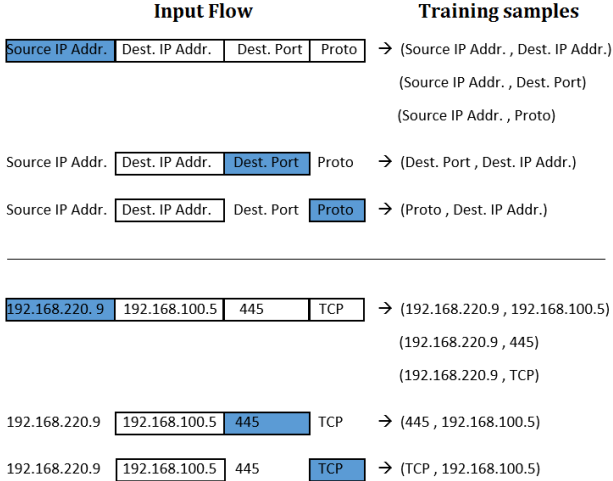 Input Flow Training samples
Source IP Addr. Dest. IP Addr. Dest. Port Proto → (Source IP Addr. , Dest. IP Addr.)
(Source IP Addr. , Dest. Port)
(Source IP Addr. , Proto)
Source IP Addr. Dest. IP Addr. Dest. Port Proto → (Dest. Port , Dest. IP Addr.)
Source IP Addr. Dest. IP Addr. Dest. Port Proto → (Proto , Dest. IP Addr.)
192.168.220. 9 192.168.100.5 445 TCP → (192.168.220.9 , 192.168.100.5)
(192.168.220.9 , 445)
(192.168.220.9 , TCP)
192.168.220.9 192.168.100.5 445 TCP → (445 , 192.168.100.5)
192.168.220.9 192.168.100.5 445 TCP → (TCP , 192.168.100.5)